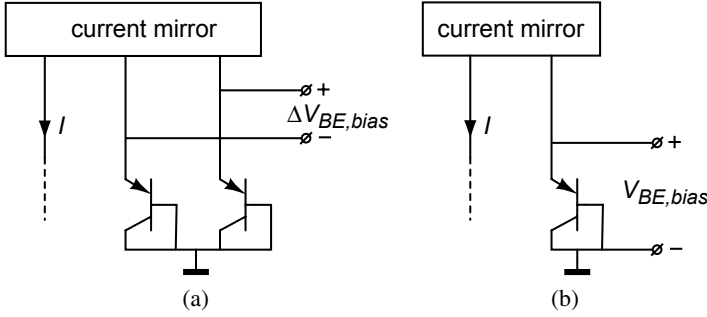 current mirror
I
+
ΔV_BE,bias
−
(a)
current mirror
I
+
V_BE,bias
−
(b)